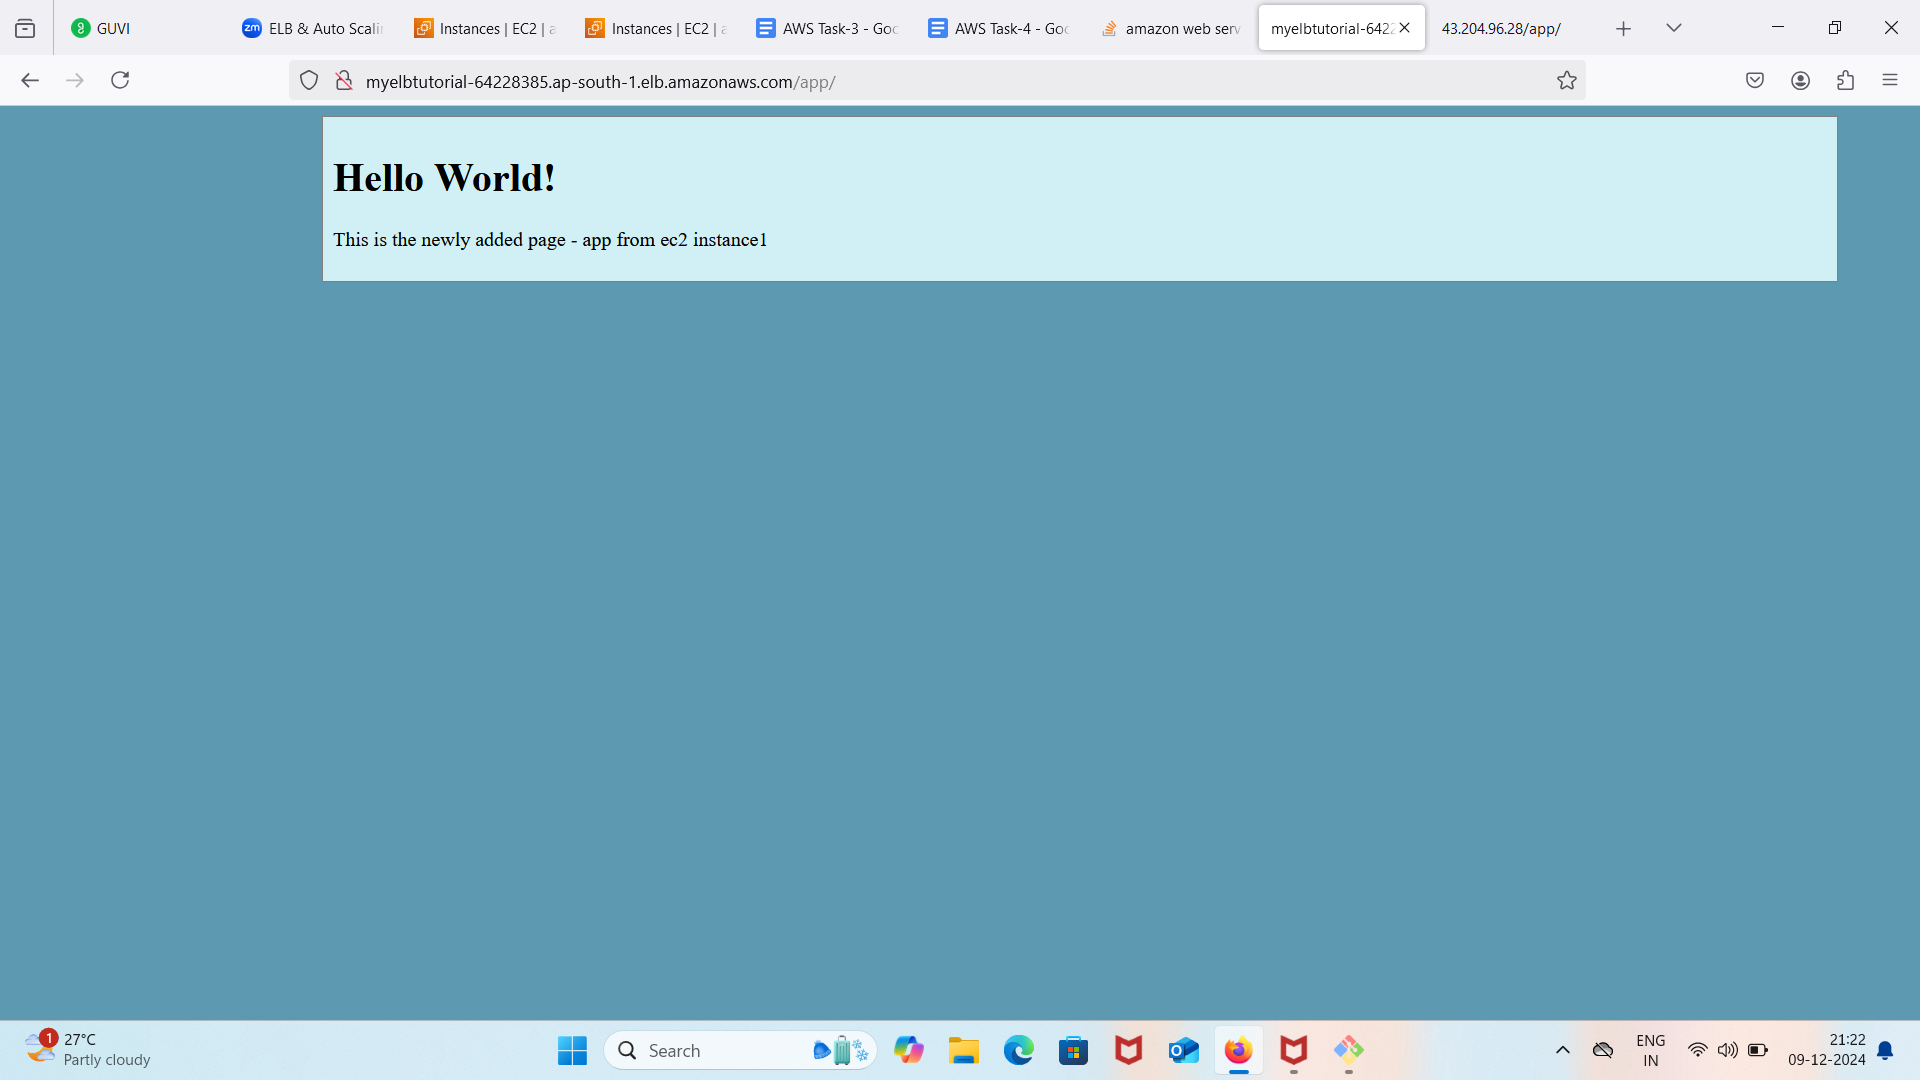 GUVI
zm ELB & Auto Scali
Instances | EC2 | a
Instances | EC2 | a
AWS Task-3 - Goo
AWS Task-4 - Goo
amazon web serv
myelbtutorial-6422
43.204.96.28/app/
myelbtutorial-64228385.ap-south-1.elb.amazonaws.com/app/
Hello World!
This is the newly added page - app from ec2 instance1
1
27°C
Partly cloudy
Search
ENG
IN
21:22
09-12-2024